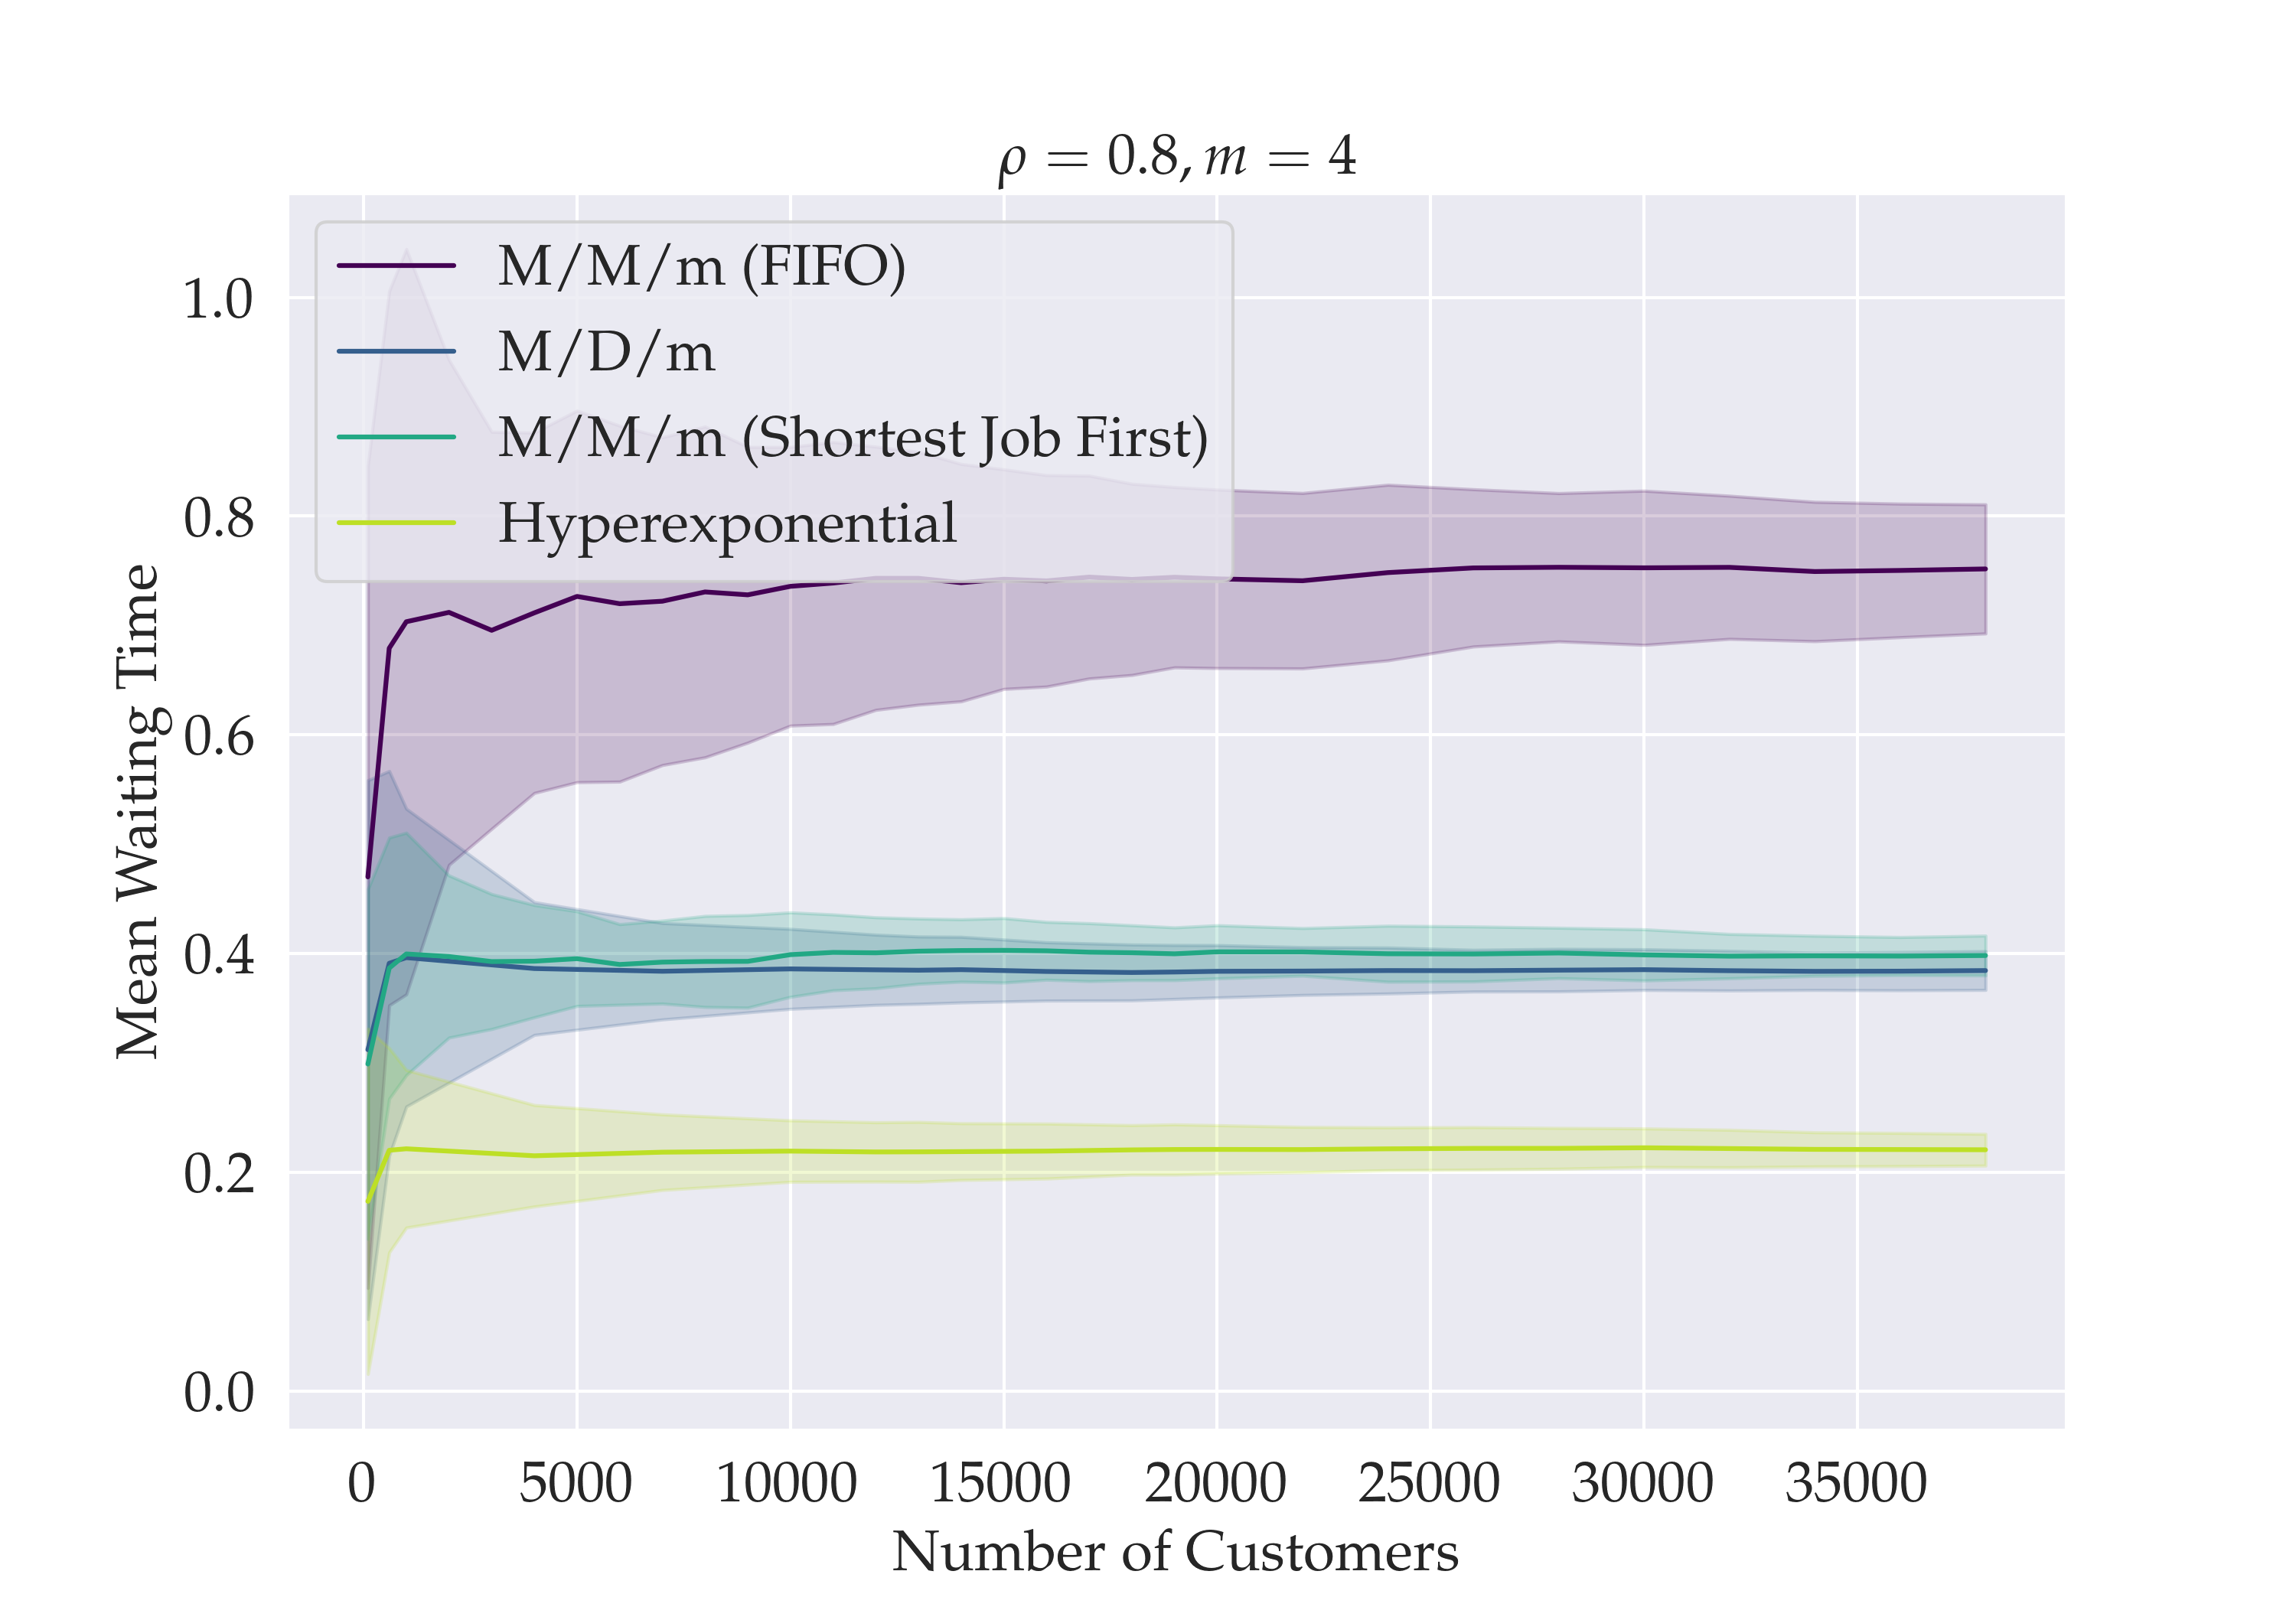 ρ = 0.8, m = 4
M/M/m (FIFO)
M/D/m
M/M/m (Shortest Job First)
Hyperexponential
Mean Waiting Time
1.0
0.8
0.6
0.4
0.2
0.0
0 5000 10000 15000 20000 25000 30000 35000
Number of Customers